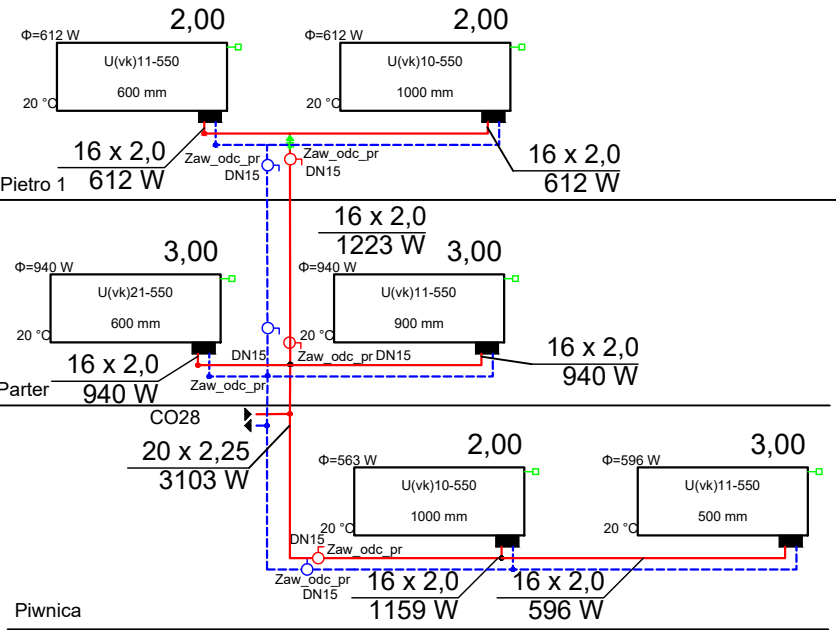 2,00
2,00
Φ=612 W
Φ=612 W
U(vk)11-550
U(vk)10-550
600 mm
1000 mm
20 °C
20 °C
Zaw_odc_pr
Zaw_odc_pr
DN15
DN15
16 x 2,0
612 W
16 x 2,0
612 W
Pietro 1
16 x 2,0
1223 W
3,00
3,00
Φ=940 W
Φ=940 W
U(vk)21-550
U(vk)11-550
600 mm
900 mm
20 °C
20 °C
DN15
Zaw_odc_pr
DN15
Zaw_odc_pr
16 x 2,0
940 W
16 x 2,0
940 W
Parter
CO28
20 x 2,25
3103 W
2,00
3,00
Φ=563 W
Φ=596 W
U(vk)10-550
U(vk)11-550
1000 mm
500 mm
20 °C
20 °C
DN15
Zaw_odc_pr
Zaw_odc_pr
DN15
16 x 2,0
1159 W
16 x 2,0
596 W
Piwnica